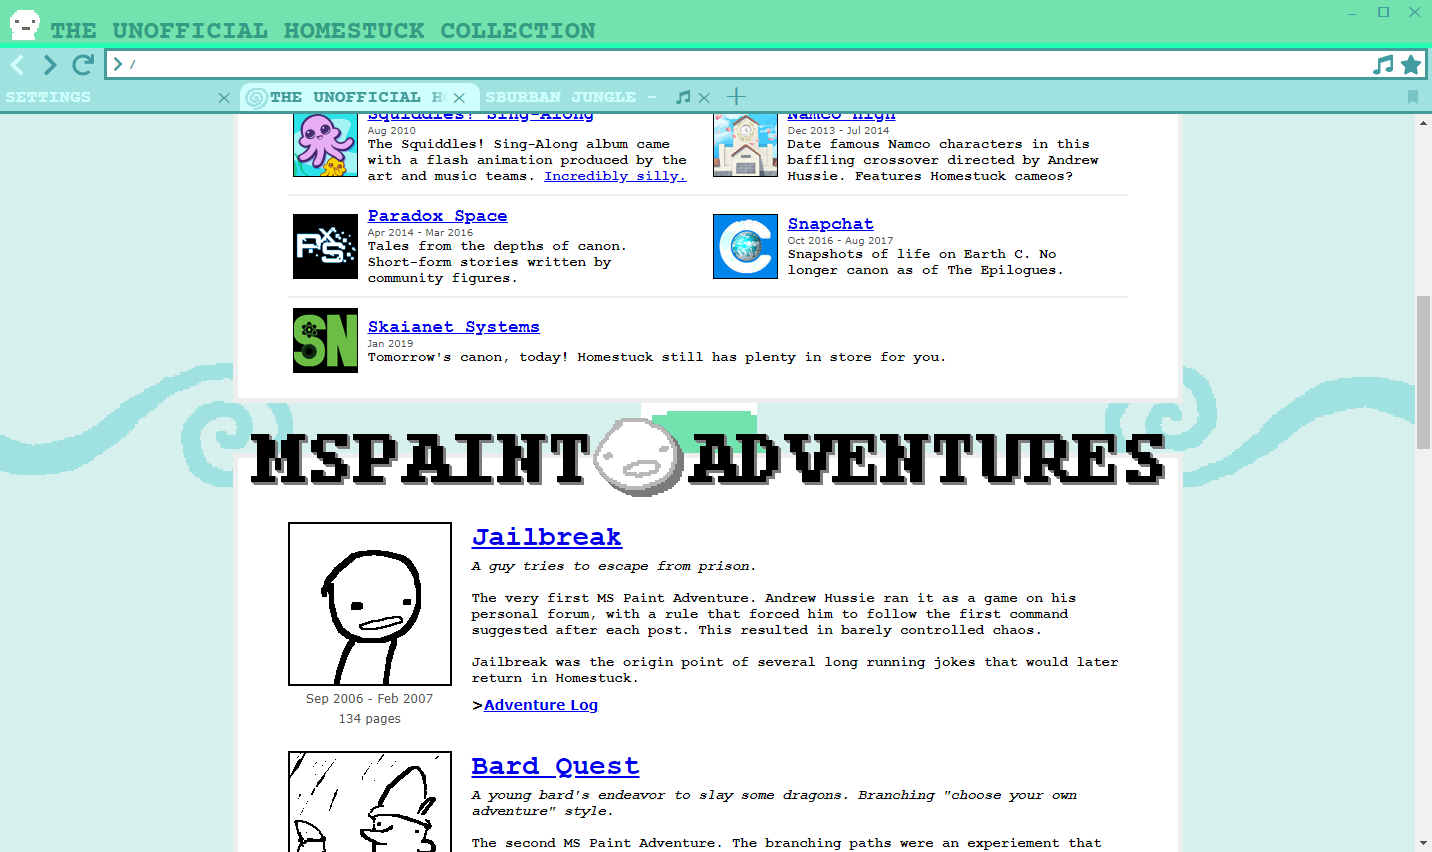 THE UNOFFICIAL HOMESTUCK COLLECTION
/
SETTINGS
THE UNOFFICIAL H
SBURBAN JUNGLE -
Squiddles! Sing-Along
Aug 2010
The Squiddles! Sing-Along album came
with a flash animation produced by the
art and music teams. Incredibly silly.
Namco High
Dec 2013 - Jul 2014
Date famous Namco characters in this
baffling crossover directed by Andrew
Hussie. Features Homestuck cameos?
PXS
Paradox Space
Apr 2014 - Mar 2016
Tales from the depths of canon.
Short-form stories written by
community figures.
C
Snapchat
Oct 2016 - Aug 2017
Snapshots of life on Earth C. No
longer canon as of The Epilogues.
SN
Skaianet Systems
Jan 2019
Tomorrow's canon, today! Homestuck still has plenty in store for you.
MSPAINT ADVENTURES
Jailbreak
A guy tries to escape from prison.
The very first MS Paint Adventure. Andrew Hussie ran it as a game on his
personal forum, with a rule that forced him to follow the first command
suggested after each post. This resulted in barely controlled chaos.
Jailbreak was the origin point of several long running jokes that would later
return in Homestuck.
>Adventure Log
Sep 2006 - Feb 2007
134 pages
Bard Quest
A young bard's endeavor to slay some dragons. Branching "choose your own
adventure" style.
The second MS Paint Adventure. The branching paths were an experiement that